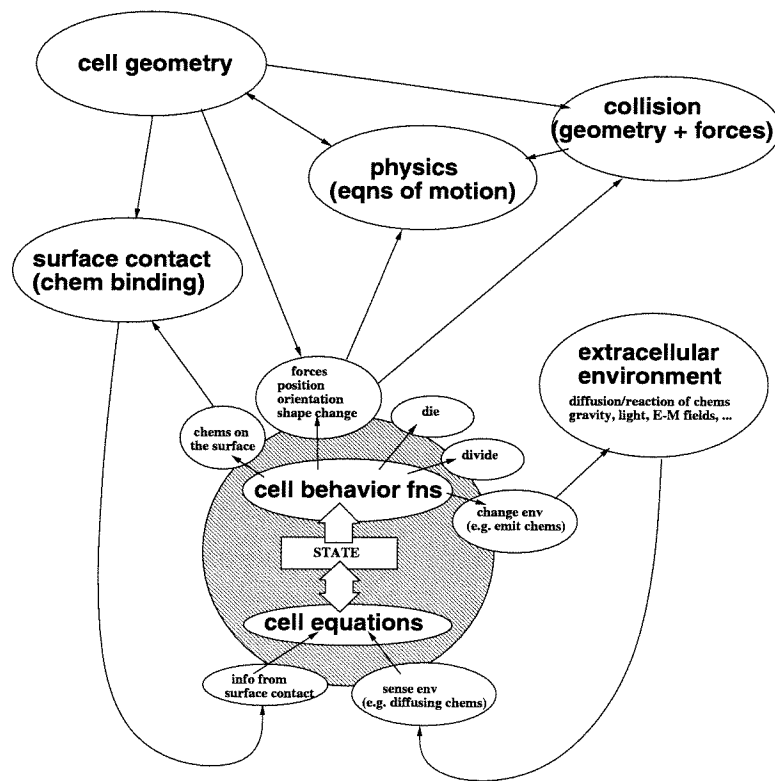 cell geometry
collision
(geometry + forces)
physics
(eqns of motion)
surface contact
(chem binding)
extracellular
environment
diffusion/reaction of chems
gravity, light, E-M fields, ...
forces
position
orientation
shape change
die
chems on
the surface
divide
cell behavior fns
change env
(e.g. emit chems)
STATE
cell equations
info from
surface contact
sense env
(e.g. diffusing chems)